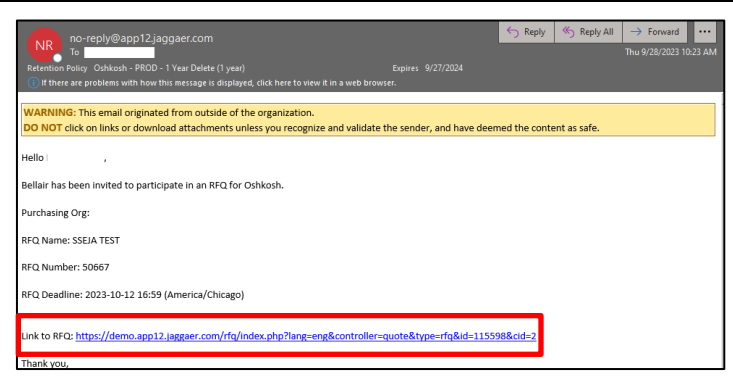 NR
no-reply@app12.jaggaer.com
To
Reply
Reply All
Forward
Thu 9/28/2023 10:23 AM
Retention Policy Oshkosh - PROD - 1 Year Delete (1 year)
Expires 9/27/2024
If there are problems with how this message is displayed, click here to view it in a web browser.
WARNING: This email originated from outside of the organization.
DO NOT click on links or download attachments unless you recognize and validate the sender, and have deemed the content as safe.
Hello ,
Bellair has been invited to participate in an RFQ for Oshkosh.
Purchasing Org:
RFQ Name: SSEJA TEST
RFQ Number: 50667
RFQ Deadline: 2023-10-12 16:59 (America/Chicago)
Link to RFQ: https://demo.app12.jaggaer.com/rfq/index.php?lang=eng&controller=quote&type=rfq&id=115598&cid=2
Thank you,